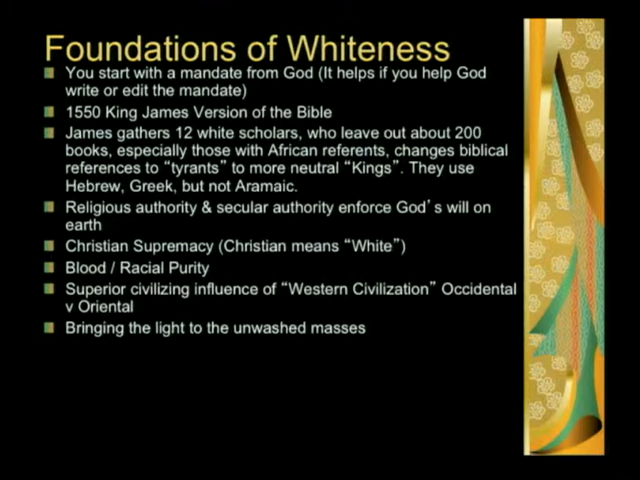 Foundations of Whiteness
You start with a mandate from God (It helps if you help God
write or edit the mandate)
1550 King James Version of the Bible
James gathers 12 white scholars, who leave out about 200
books, especially those with African referents, changes biblical
references to “tyrants” to more neutral “Kings”. They use
Hebrew, Greek, but not Aramaic.
Religious authority & secular authority enforce God’s will on
earth
Christian Supremacy (Christian means “White”)
Blood / Racial Purity
Superior civilizing influence of “Western Civilization” Occidental
v Oriental
Bringing the light to the unwashed masses